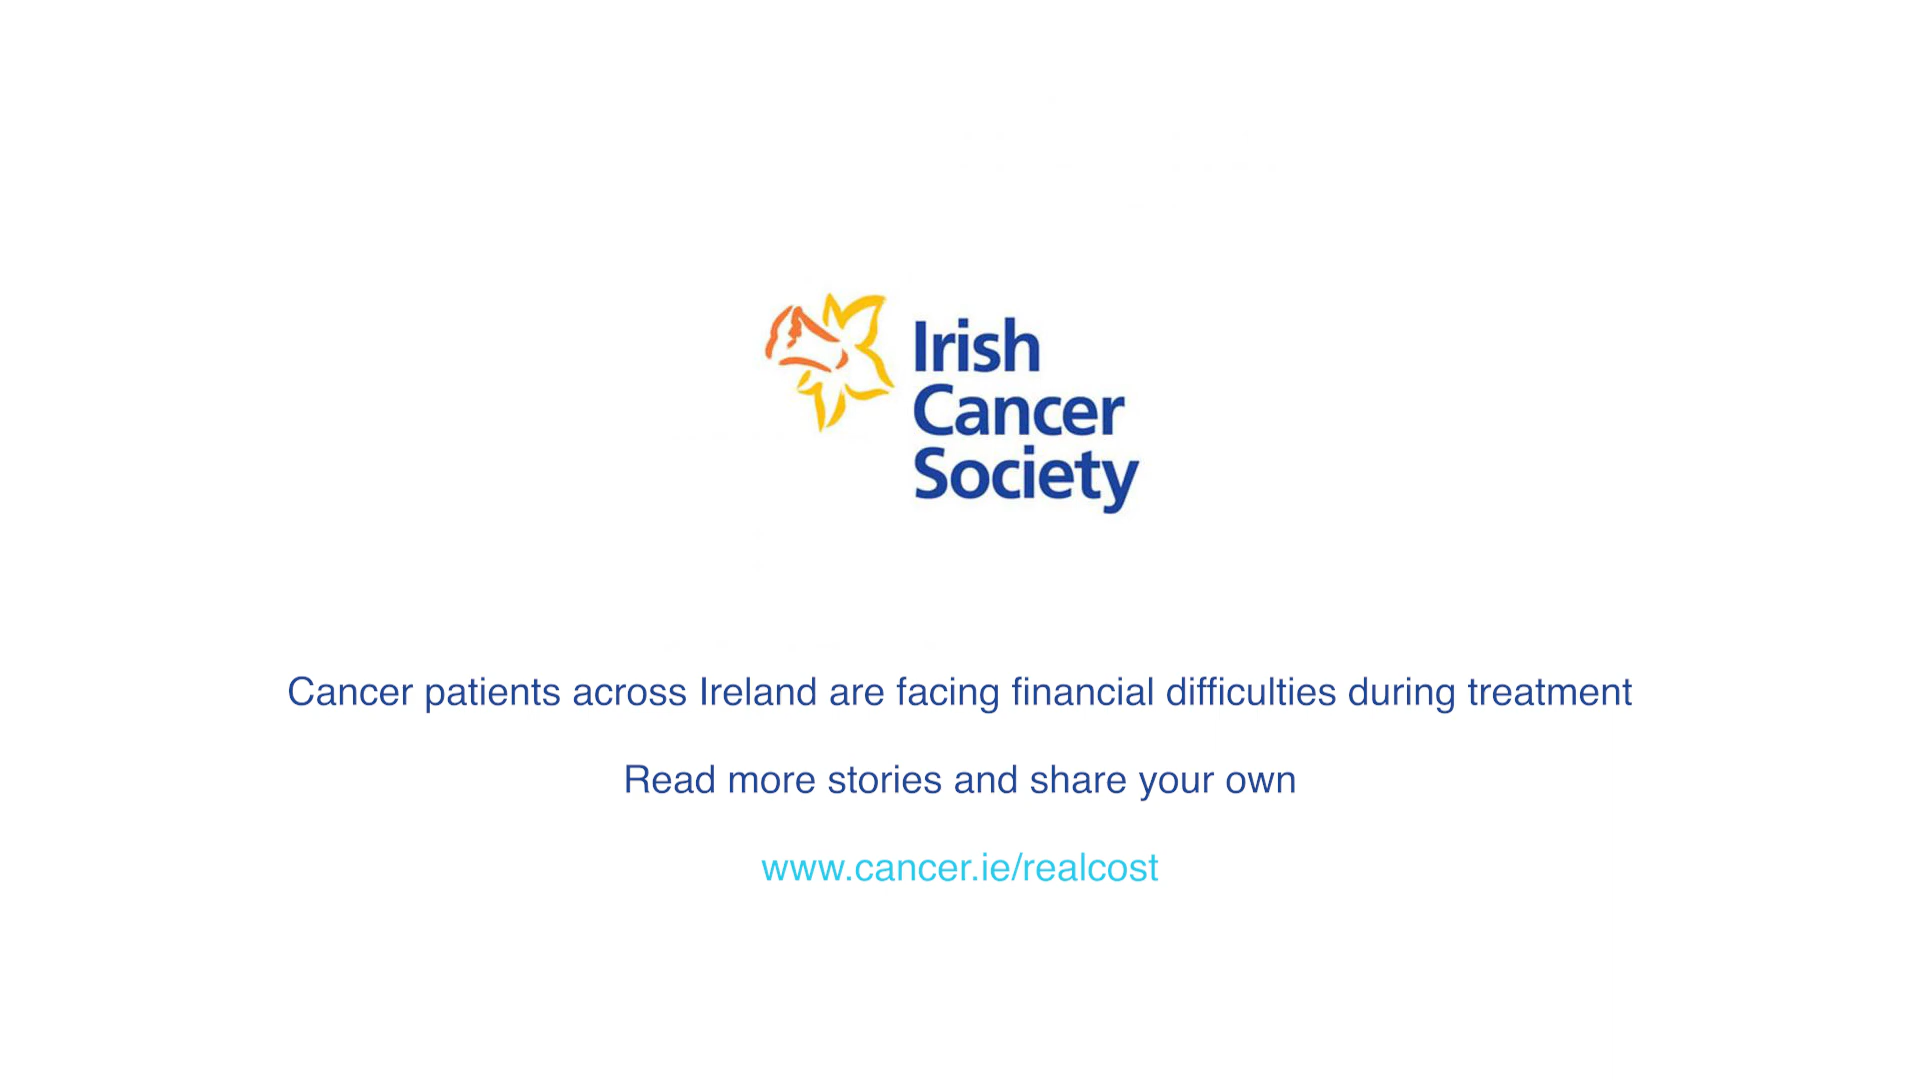 Irish
Cancer
Society
Cancer patients across Ireland are facing financial difficulties during treatment
Read more stories and share your own
www.cancer.ie/realcost